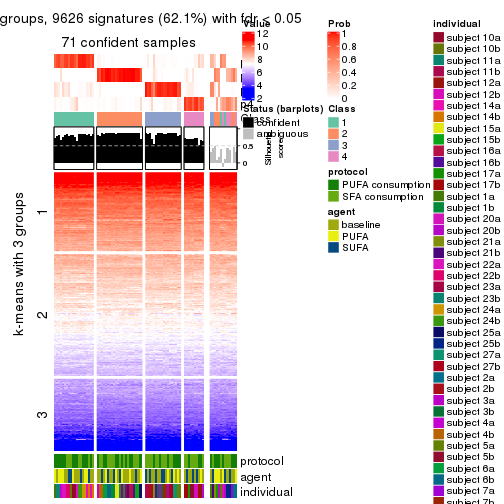 groups, 9626 signatures (62.1%) with fdr < 0.05
71 confident samples
k-means with 3 groups
1
2
3
p4
Class
0.5
0
Silhouette
score
protocol
agent
individual
Value
12
10
8
6
4
2
Status (barplots)
confident
ambiguous
Prob
1
0.8
0.6
0.4
0.2
0
Class
1
2
3
4
protocol
PUFA consumption
SFA consumption
agent
baseline
PUFA
SUFA
individual
subject 10a
subject 10b
subject 11a
subject 11b
subject 12a
subject 12b
subject 14a
subject 14b
subject 15a
subject 15b
subject 16a
subject 16b
subject 17a
subject 17b
subject 1a
subject 1b
subject 20a
subject 20b
subject 21a
subject 21b
subject 22a
subject 22b
subject 23a
subject 23b
subject 24a
subject 24b
subject 25a
subject 25b
subject 27a
subject 27b
subject 2a
subject 2b
subject 3a
subject 3b
subject 4a
subject 4b
subject 5a
subject 5b
subject 6a
subject 6b
subject 7a
subject 7b